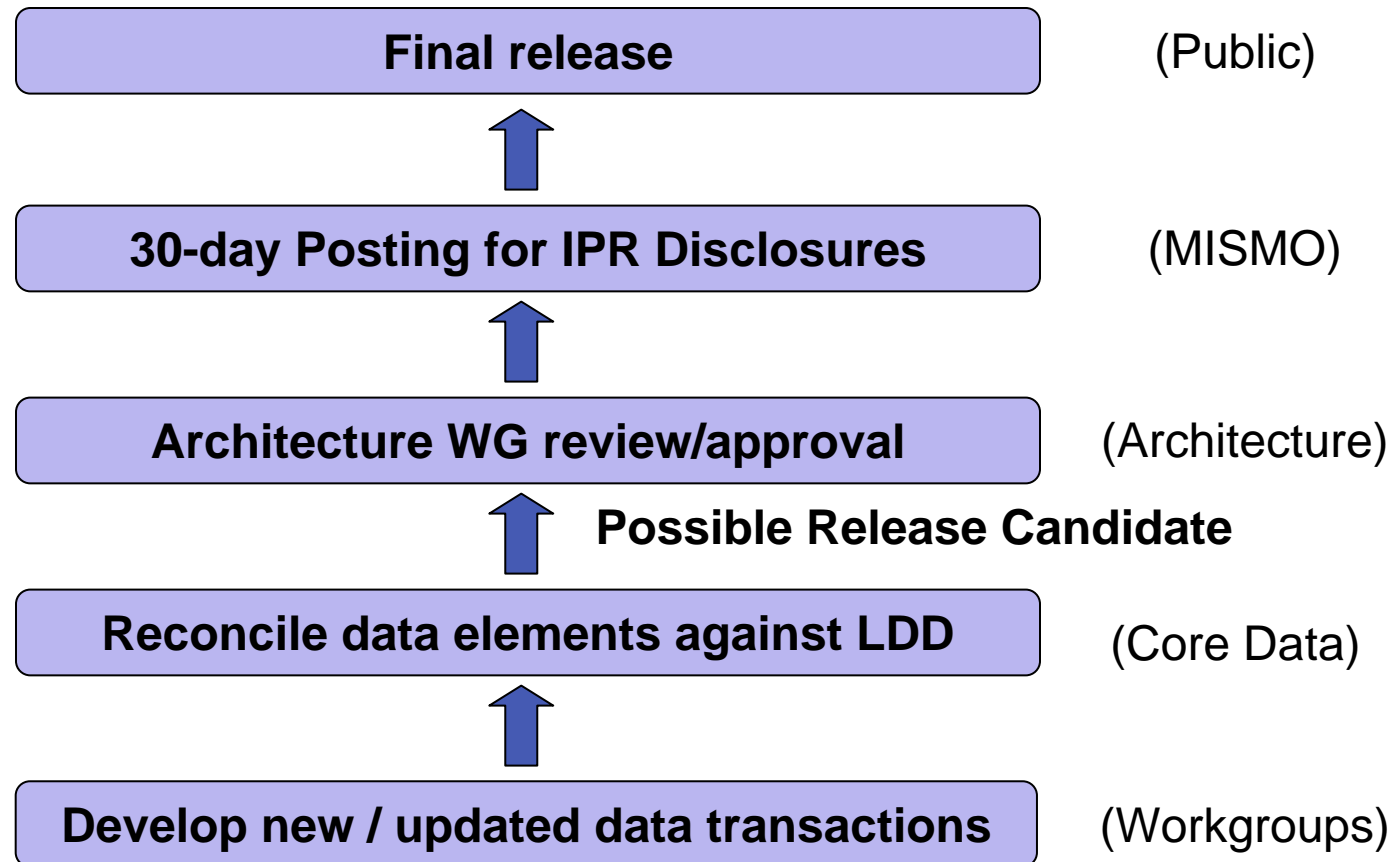 Final release (Public)
30-day Posting for IPR Disclosures (MISMO)
Architecture WG review/approval (Architecture)
Possible Release Candidate
Reconcile data elements against LDD (Core Data)
Develop new / updated data transactions (Workgroups)